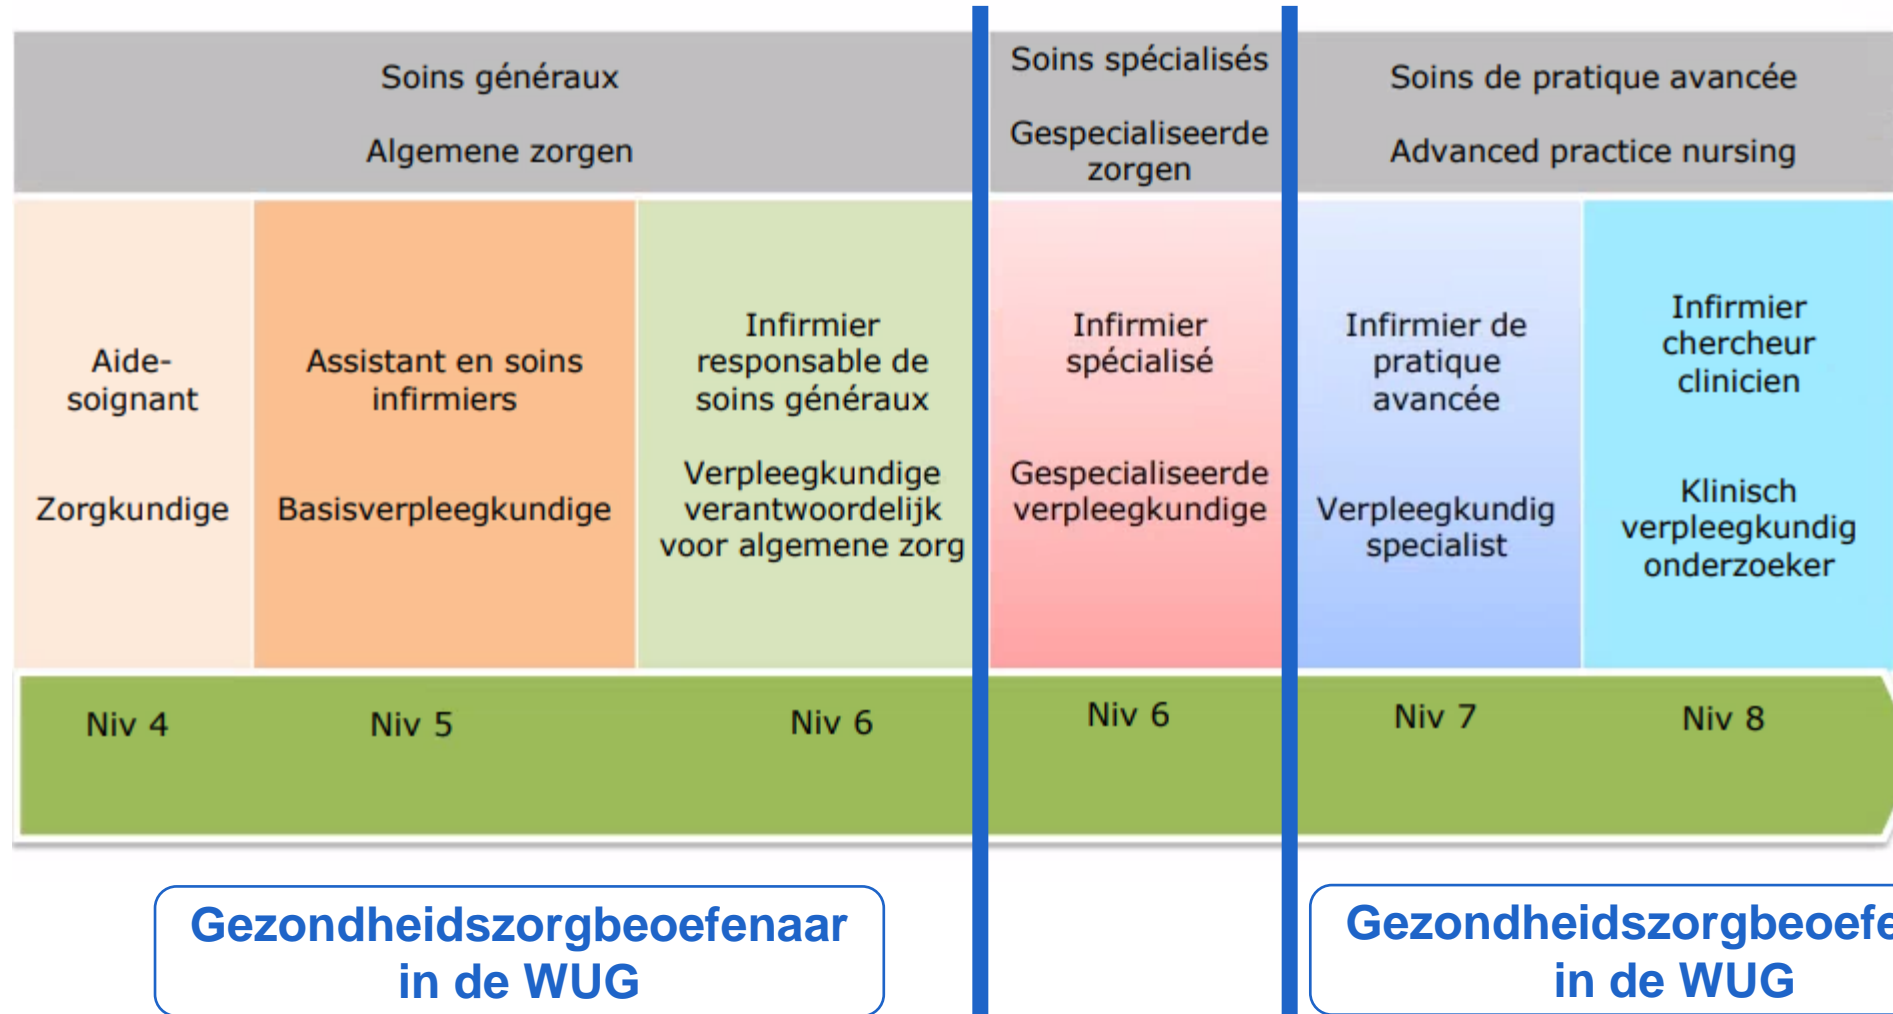 Soins généraux
Algemene zorgen
Soins spécialisés
Gespecialiseerde
zorgen
Soins de pratique avancée
Advanced practice nursing
Aide-
soignant
Zorgkundige
Assistant en soins
infirmiers
Basisverpleegkundige
Infirmier
responsable de
soins généraux
Verpleegkundige
verantwoordelijk
voor algemene zorg
Infirmier
spécialisé
Gespecialiseerde
verpleegkundige
Infirmier de
pratique
avancée
Verpleegkundig
specialist
Infirmier
chercheur
clinicien
Klinisch
verpleegkundig
onderzoeker
Niv 4
Niv 5
Niv 6
Niv 6
Niv 7
Niv 8
Gezondheidszorgbeoefenaar
in de WUG
in de WUG